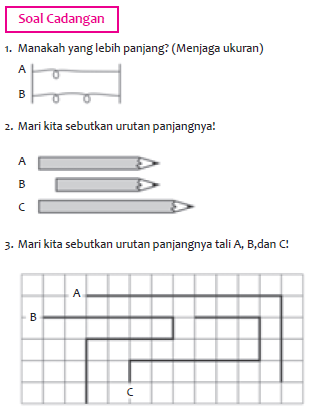 Soal Cadangan
1. Manakah yang lebih panjang? (Menjaga ukuran)
A
B
2. Mari kita sebutkan urutan panjangnya!
A
B
C
3. Mari kita sebutkan urutan panjangnya tali A, B,dan C!
A
B
C